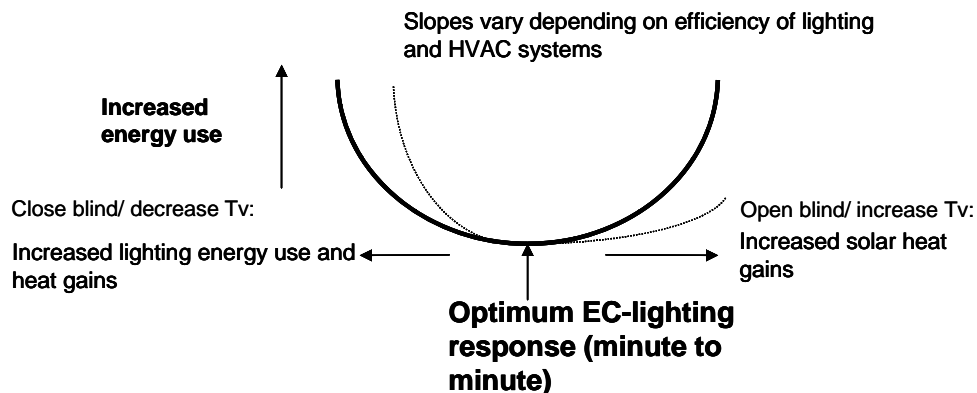 Slopes vary depending on efficiency of lighting
and HVAC systems
Increased
energy use
Close blind/ decrease Tv:
Increased lighting energy use and
heat gains
Open blind/ increase Tv:
Increased solar heat
gains
Optimum EC-lighting
response (minute to
minute)